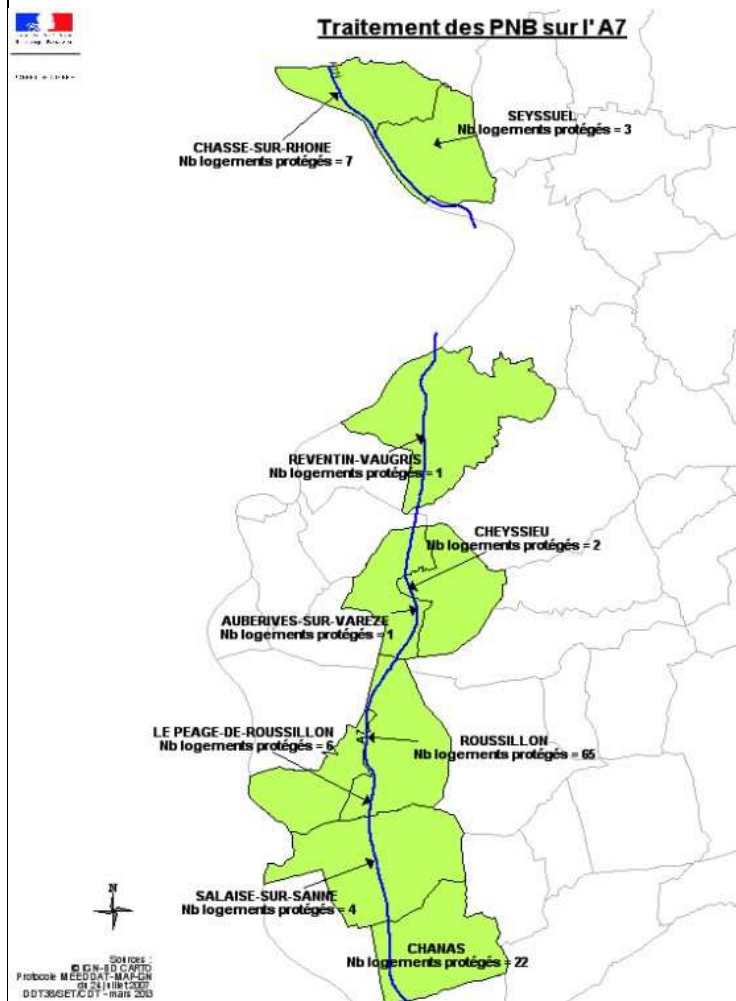 Traitement des PNB sur l'A7
SEYSSUEL
Nb logements protégés = 3
CHASSE-SUR-RHONE
Nb logements protégés = 7
REVENTIN-VAUGRIS
Nb logements protégés = 1
CHEYSSIEU
Nb logements protégés = 2
AUBERIVES-SUR-VAREZE
Nb logements protégés = 1
LE PEAGE-DE-ROUSSILLON
Nb logements protégés = 6
A7
ROUSSILLON
Nb logements protégés = 65
SALAISE-SUR-SANNE
Nb logements protégés = 4
CHANAS
Nb logements protégés = 22
N
Sources :
© IGN-BD CARTO
Protocole MEEDDAT-MAP-IGN
du 24 juillet 2007
DDT38/SET/CDT - mars 2013